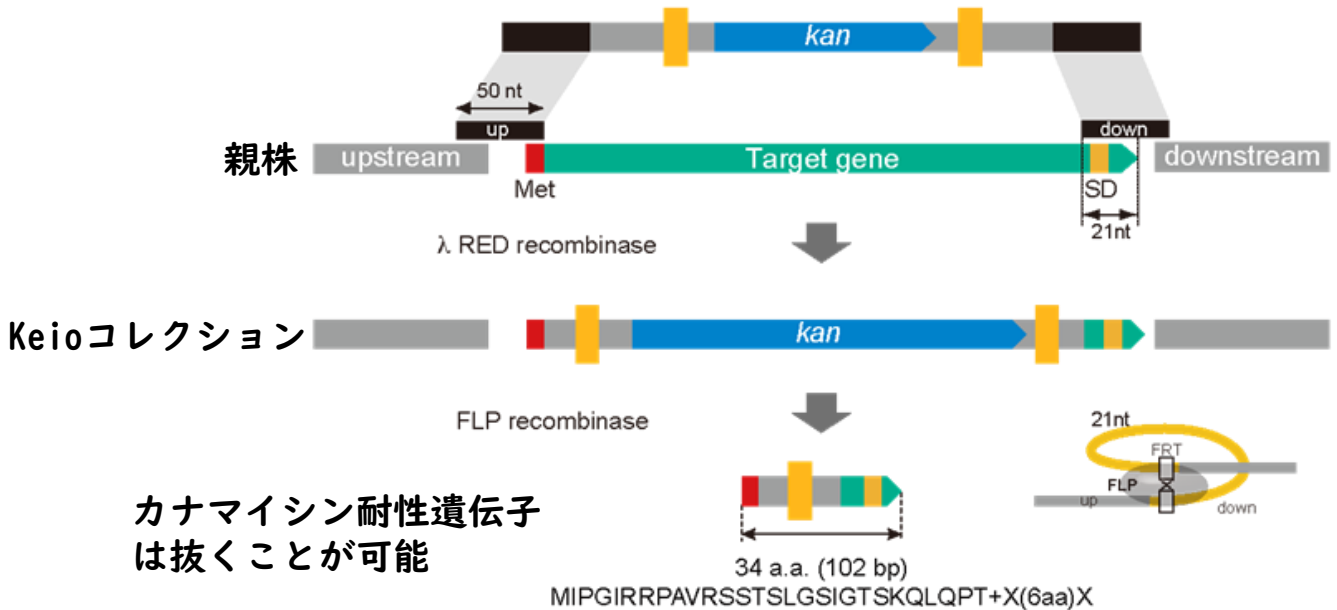 kan
50 nt
up
down
親株
upstream
Target gene
downstream
Met
SD
21nt
λ RED recombinase
Keioコレクション
kan
FLP recombinase
21nt
FRT
FLP
up
down
カナマイシン耐性遺伝子
は抜くことが可能
34 a.a. (102 bp)
MIPGIRRPAVRSSTSLGSIGTSKQLQPT+X(6aa)X